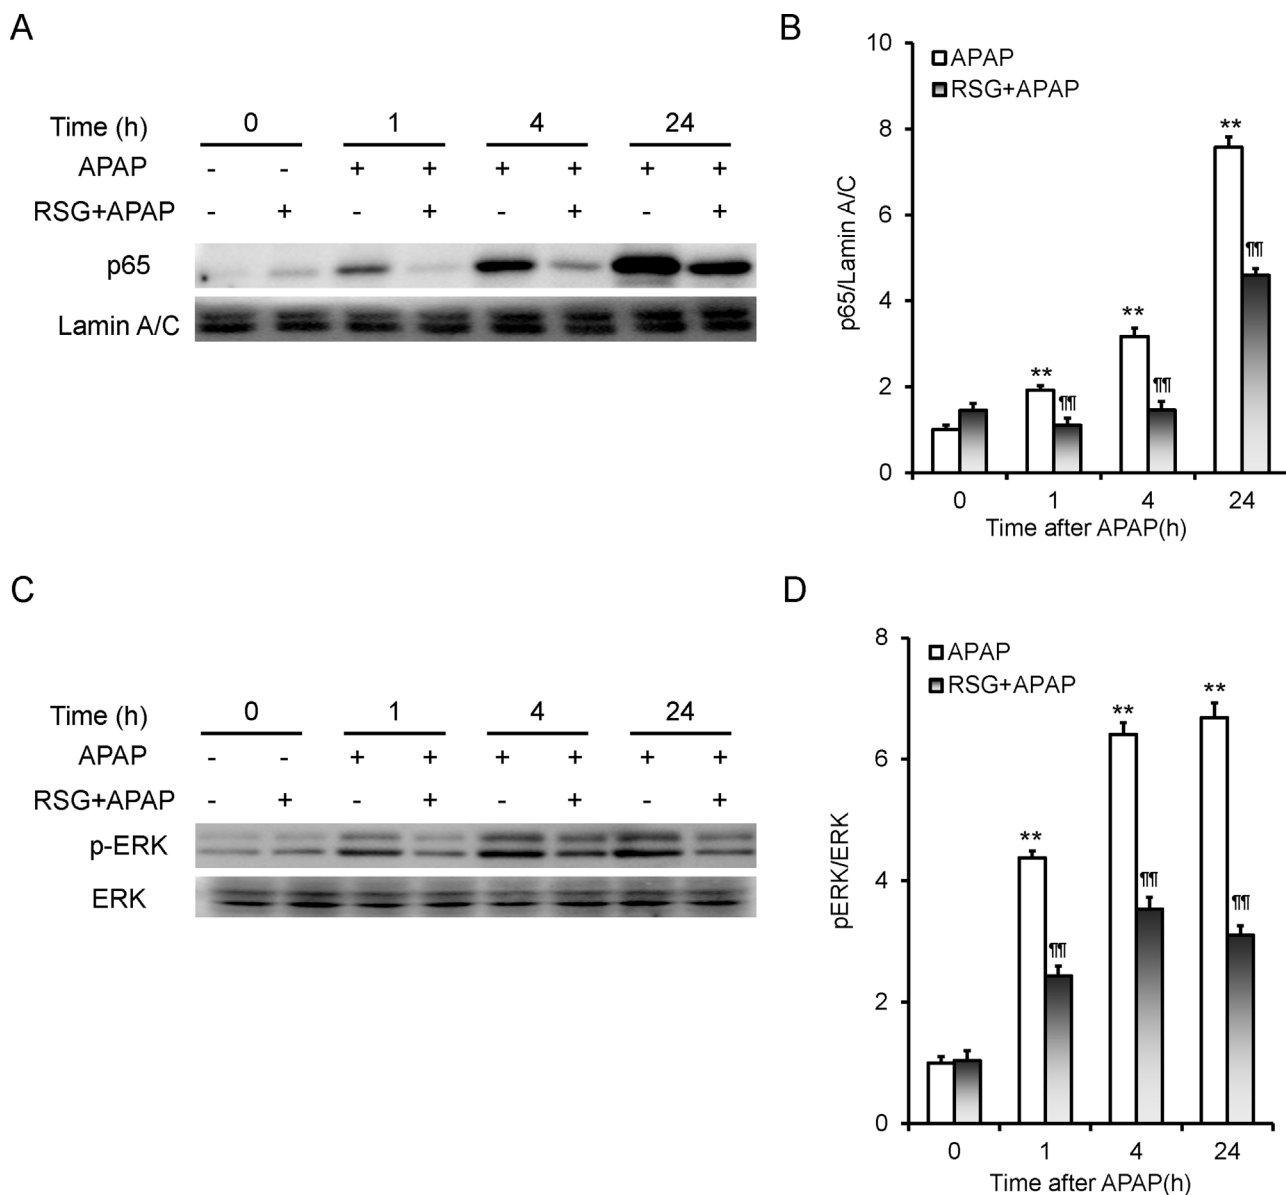 A
Time (h) 0 1 4 24
APAP - - + + + + + +
RSG+APAP - + - + - + - +
p65
Lamin A/C
B
10
8
6
4
2
0
p65/Lamin A/C
APAP
RSG+APAP
** ¶¶
** ¶¶
** ¶¶
0 1 4 24
Time after APAP(h)
C
Time (h) 0 1 4 24
APAP - - + + + + + +
RSG+APAP - + - + - + - +
p-ERK
ERK
D
8
6
4
2
0
pERK/ERK
APAP
RSG+APAP
** ¶¶
** ¶¶
** ¶¶
0 1 4 24
Time after APAP(h)